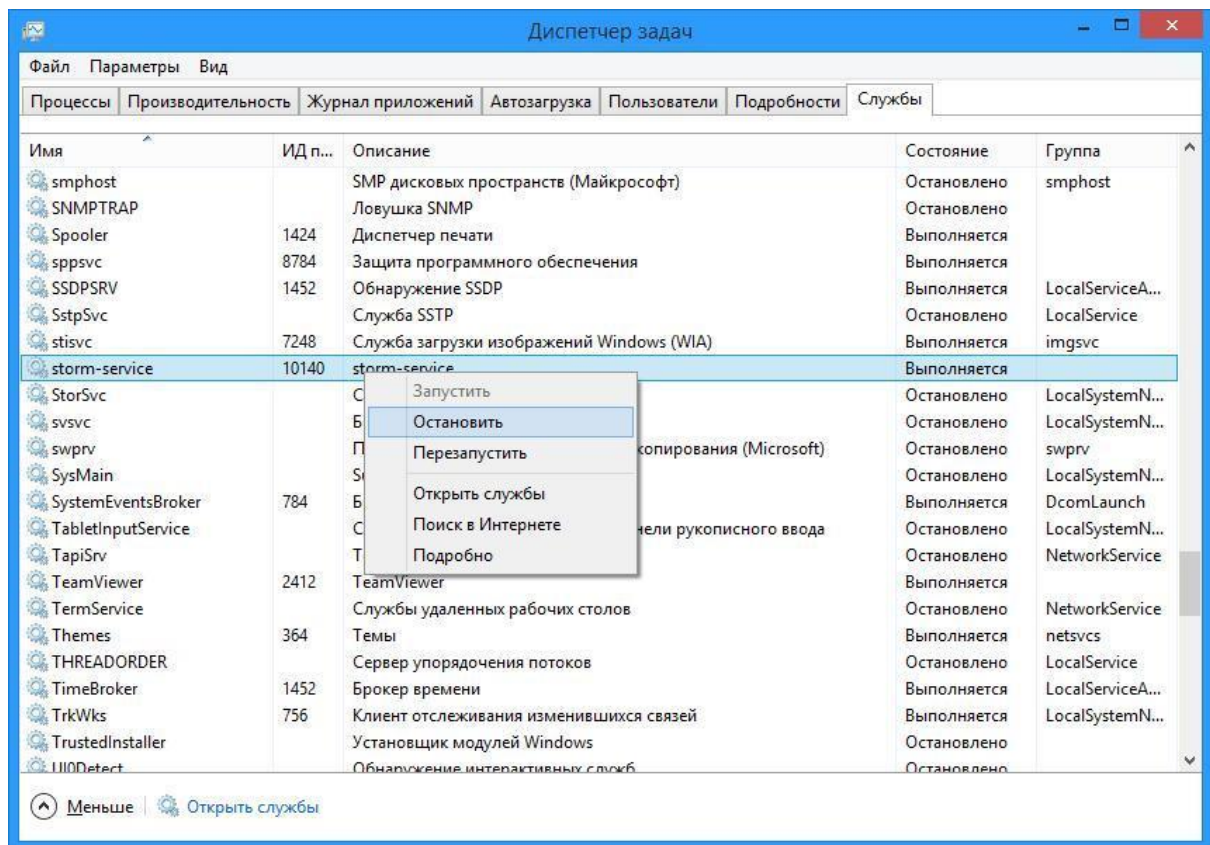 Диспетчер задач
Файл Параметры Вид
Процессы Производительность Журнал приложений Автозагрузка Пользователи Подробности Службы
Имя ИД п... Описание Состояние Группа
smphost SMP дисковых пространств (Майкрософт) Остановлено smphost
SNMPTRAP Ловушка SNMP Остановлено
Spooler 1424 Диспетчер печати Выполняется
sppsvc 8784 Защита программного обеспечения Выполняется
SSDPSRV 1452 Обнаружение SSDP Выполняется LocalServiceA...
SstpSvc Служба SSTP Остановлено LocalService
stisvc 7248 Служба загрузки изображений Windows (WIA) Выполняется imgsvc
storm-service 10140 storm-service Выполняется
StorSvc С Запустить Остановлено LocalSystemN...
svsvc Б Остановить Остановлено LocalSystemN...
swprv П Перезапустить копирования (Microsoft) Остановлено swprv
SysMain Su Остановлено LocalSystemN...
SystemEventsBroker 784 Б Открыть службы Выполняется DcomLaunch
TabletInputService С Поиск в Интернете нели рукописного ввода Остановлено LocalSystemN...
TapiSrv Т Подробно Остановлено NetworkService
TeamViewer 2412 TeamViewer Выполняется
TermService Службы удаленных рабочих столов Остановлено NetworkService
Themes 364 Темы Выполняется netsvcs
THREADORDER Сервер упорядочения потоков Остановлено LocalService
TimeBroker 1452 Брокер времени Выполняется LocalServiceA...
TrkWks 756 Клиент отслеживания изменившихся связей Выполняется LocalSystemN...
TrustedInstaller Установщик модулей Windows Остановлено
UI0Detect Обнаружение интерактивных служб Остановлено
Меньше Открыть службы